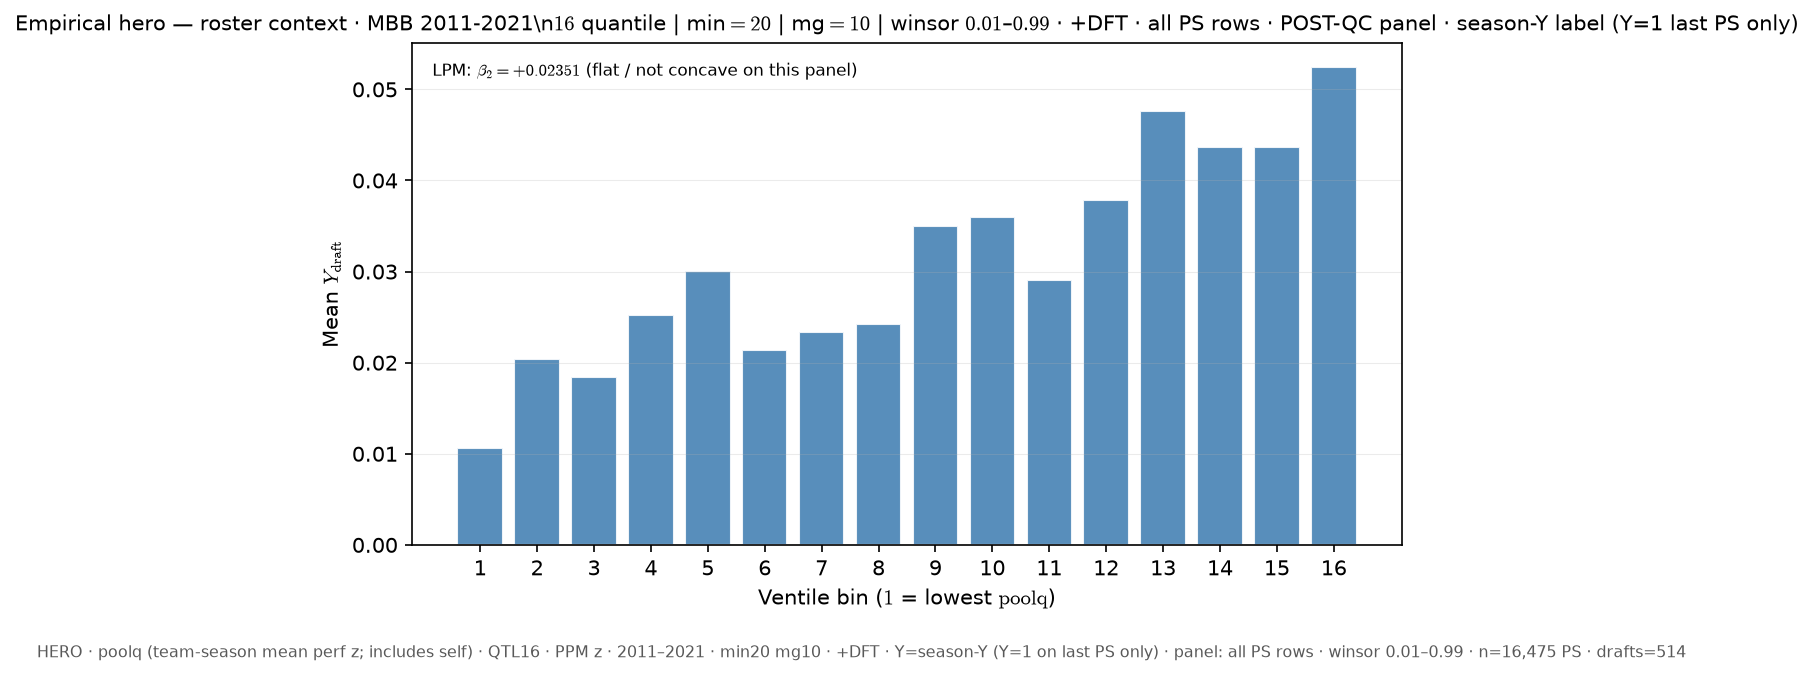 Empirical hero — roster context · MBB 2011-2021\n16 quantile | min = 20 | mg = 10 | winsor 0.01–0.99 · +DFT · all PS rows · POST-QC panel · season-Y label (Y=1 last PS only)
LPM: β₂ = +0.02351 (flat / not concave on this panel)
0.05
0.04
0.03
0.02
0.01
0.00
Mean Y_draft
1 2 3 4 5 6 7 8 9 10 11 12 13 14 15 16
Ventile bin (1 = lowest poolq)
HERO · poolq (team-season mean perf z; includes self) · QTL16 · PPM z · 2011–2021 · min20 mg10 · +DFT · Y=season-Y (Y=1 on last PS only) · panel: all PS rows · winsor 0.01–0.99 · n=16,475 PS · drafts=514